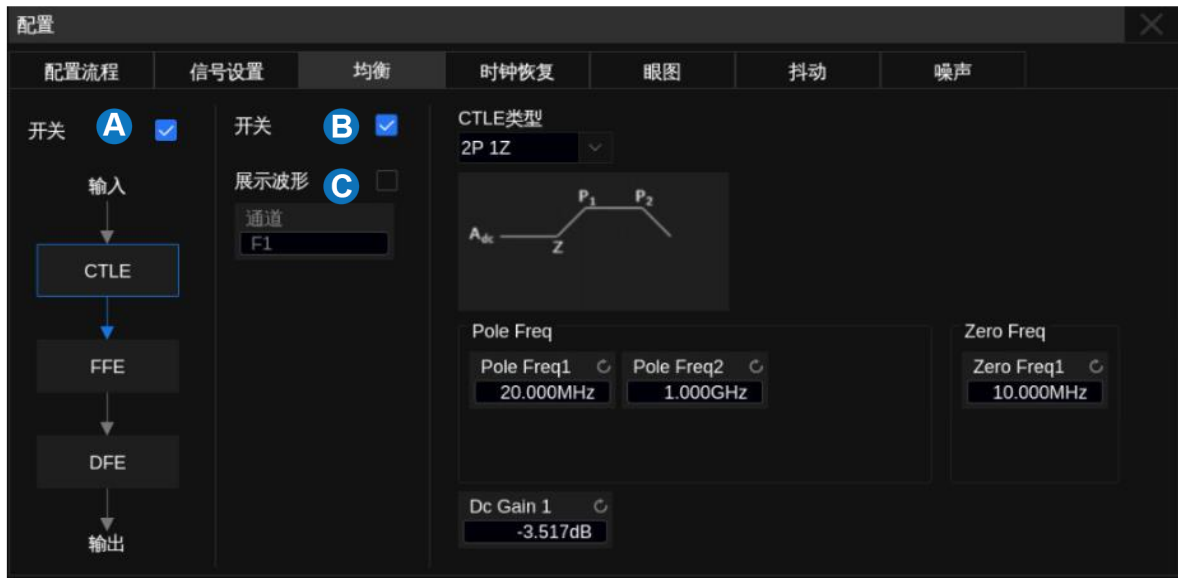 配置
配置流程
信号设置
均衡
时钟恢复
眼图
抖动
噪声
开关 A
输入
CTLE
FFE
DFE
输出
开关 B
展示波形 C
通道
F1
CTLE类型
2P 1Z
Adc
Z
P1
P2
Pole Freq
Pole Freq1
20.000MHz
Pole Freq2
1.000GHz
Zero Freq
Zero Freq1
10.000MHz
Dc Gain 1
-3.517dB